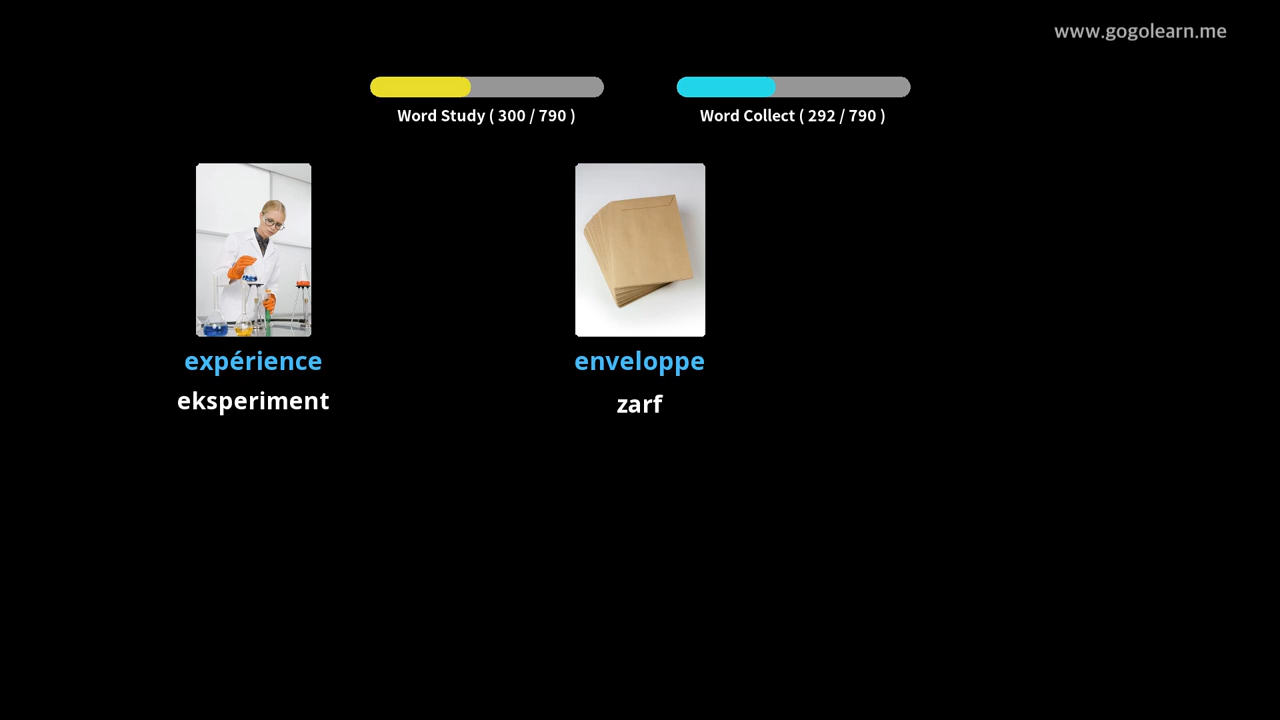 www.gogolearn.me
Word Study ( 300 / 790 )
Word Collect ( 292 / 790 )
expérience
eksperiment
enveloppe
zarf